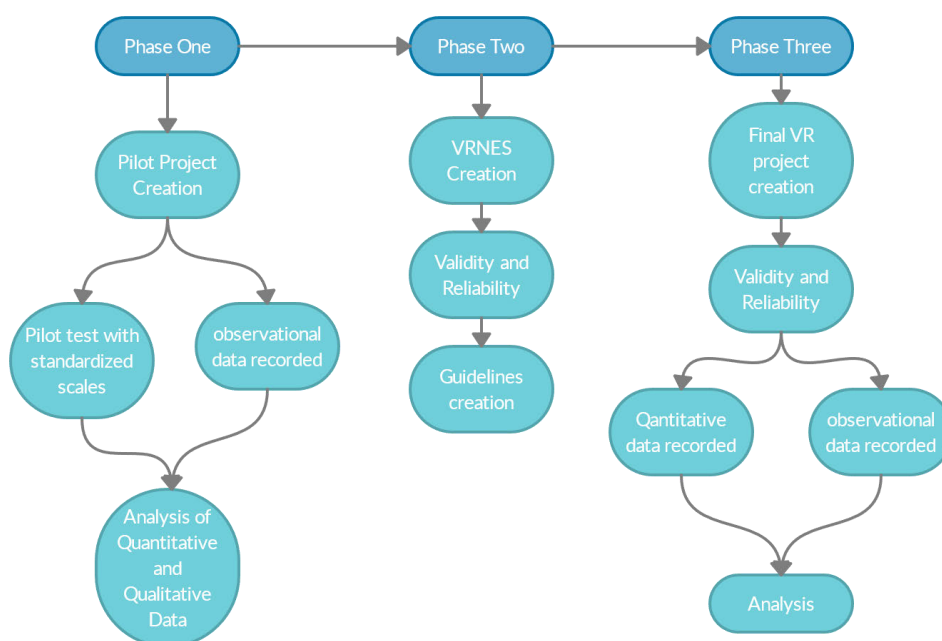 Phase One
Phase Two
Phase Three
Pilot Project
Creation
Pilot test with
standardized
scales
observational
data recorded
Analysis of
Quantitative
and
Qualitative
Data
VRNES
Creation
Validity and
Reliability
Guidelines
creation
Final VR
project
creation
Validity and
Reliability
Qantitative
data recorded
observational
data recorded
Analysis